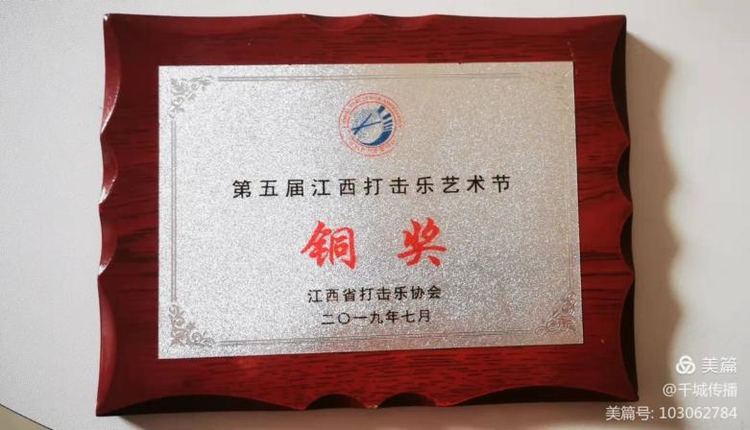 第五届江西打击乐艺术节
铜奖
江西省打击乐协会
二〇一九年七月
美篇
@千城传播
美篇号: 103062784